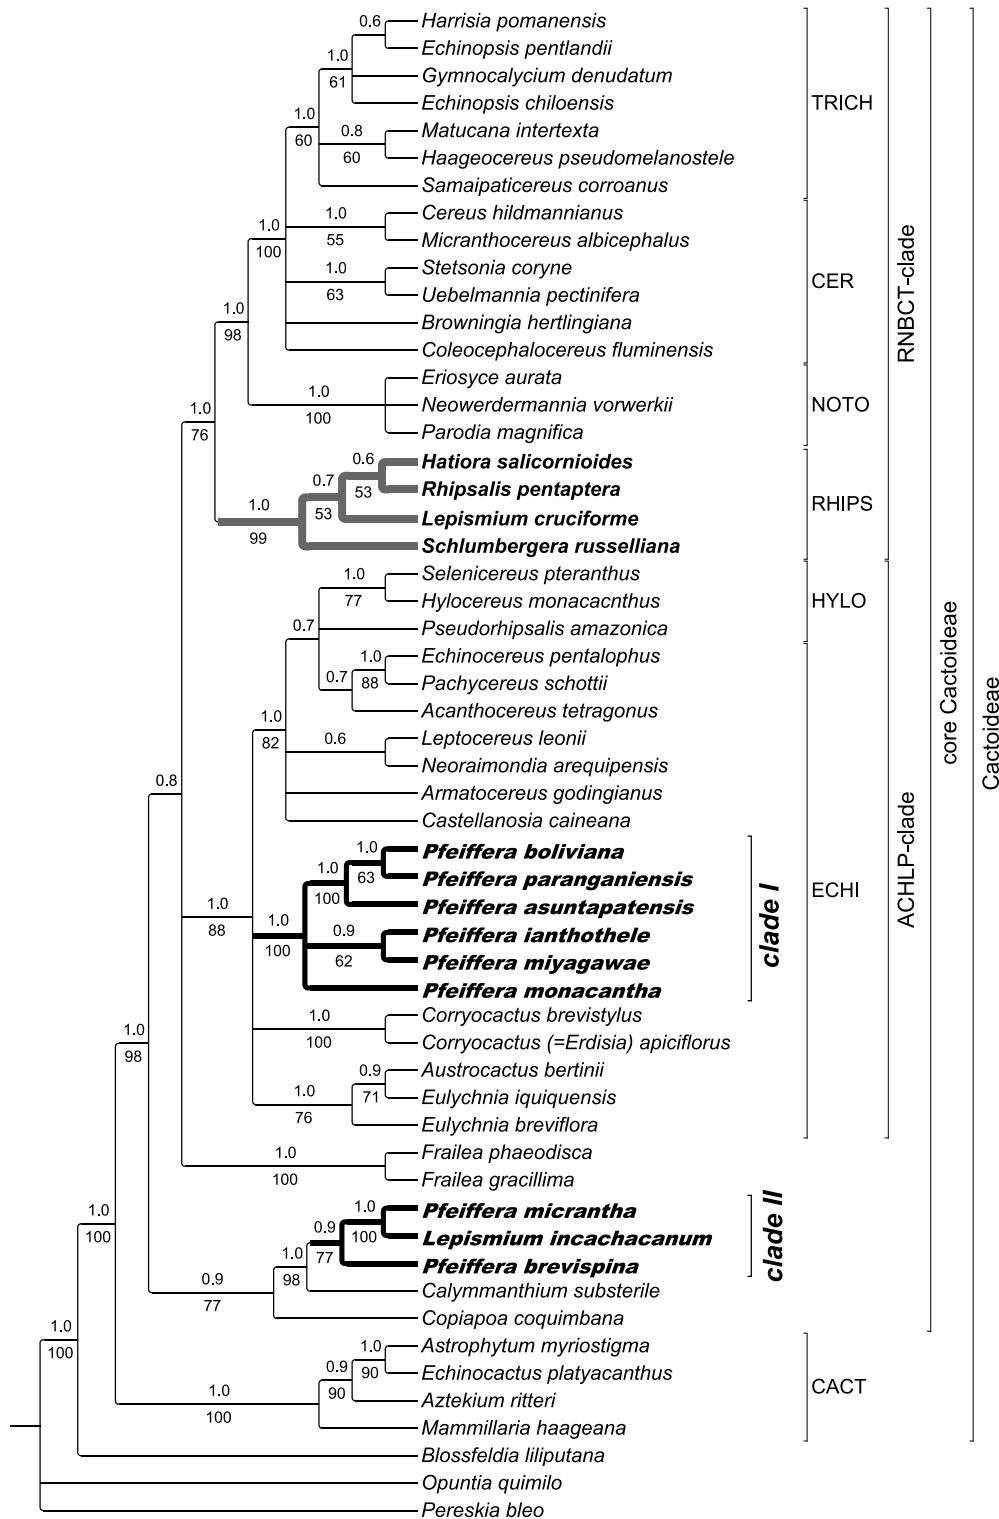 0.6 Harrisia pomanensis
1.0 Echinopsis pentlandii
61 Gymnocalycium denudatum
Echinopsis chiloensis
TRICH
1.0
60
0.8 Matucana intertexta
60 Haageocereus pseudomelanostele
Samaipaticereus corroanus
1.0 Cereus hildmannianus
1.0
100
55 Micranthocereus albicephalus
1.0 Stetsonia coryne
63 Uebelmannia pectinifera
CER
RNBCT-clade
Browningia hertlingiana
1.0
98
Coleocephalocereus fluminensis
Eriosyce aurata
1.0 Neowerdermannia vorwerkii
100
NOTO
1.0
76
Parodia magnifica
0.6 Hatiora salicornioides
0.7
53 Rhipsalis pentaptera
1.0
53 Lepismium cruciforme
99
RHIPS
Schlumbergera russelliana
1.0 Selenicereus pteranthus
77 Hylocereus monacacnthus
HYLO
0.7 Pseudorhipsalis amazonica
1.0 Echinocereus pentalophus
0.7
88 Pachycereus schottii
Acanthocereus tetragonus
1.0
82
0.6 Leptocereus leonii
Neoraimondia arequipensis
core Cactoideae
Cactoideae
0.8
Armatocereus godingianus
Castellanosia caineana
1.0 Pfeiffera boliviana
1.0
63 Pfeiffera paranganiensis
100 Pfeiffera asuntapatensis
ECHI
ACHLP-clade
clade I
1.0
88
1.0
100
0.9 Pfeiffera ianthothele
62 Pfeiffera miyagawae
Pfeiffera monacantha
1.0 Corryocactus brevistylus
100 Corryocactus (=Erdisia) apiciflorus
1.0
98
0.9 Austrocactus bertinii
1.0
71 Eulychnia iquiquensis
76
Eulychnia breviflora
1.0 Frailea phaeodisca
100 Frailea gracillima
1.0 Pfeiffera micrantha
1.0
100
0.9
100 Lepismium incachacanum
77 Pfeiffera brevispina
clade II
1.0
98 Calymmanthium substerile
0.9
77
Copiapoa coquimbana
1.0
100
1.0 Astrophytum myriostigma
0.9
90 Echinocactus platyacanthus
1.0
90 Aztekium ritteri
100
CACT
Mammillaria haageana
Blossfeldia liliputana
Opuntia quimilo
Pereskia bleo